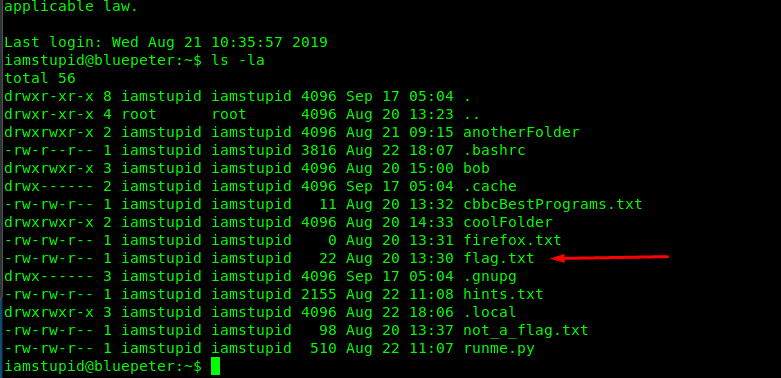 applicable law.
Last login: Wed Aug 21 10:35:57 2019
iamstupid@bluepeter:~$ ls -la
total 56
drwxr-xr-x 8 iamstupid iamstupid 4096 Sep 17 05:04 .
drwxr-xr-x 4 root      root      4096 Aug 20 13:23 ..
drwxrwxr-x 2 iamstupid iamstupid 4096 Aug 21 09:15 anotherFolder
-rw-r--r-- 1 iamstupid iamstupid 3816 Aug 22 18:07 .bashrc
drwxrwxr-x 3 iamstupid iamstupid 4096 Aug 20 15:00 bob
drwx------ 2 iamstupid iamstupid 4096 Sep 17 05:04 .cache
-rw-rw-r-- 1 iamstupid iamstupid   11 Aug 20 13:32 cbbcBestPrograms.txt
drwxrwxr-x 2 iamstupid iamstupid 4096 Aug 20 14:33 coolFolder
-rw-rw-r-- 1 iamstupid iamstupid    0 Aug 20 13:31 firefox.txt
-rw-rw-r-- 1 iamstupid iamstupid   22 Aug 20 13:30 flag.txt
drwx------ 3 iamstupid iamstupid 4096 Sep 17 05:04 .gnupg
-rw-rw-r-- 1 iamstupid iamstupid 2155 Aug 22 11:08 hints.txt
drwxrwxr-x 3 iamstupid iamstupid 4096 Aug 22 18:06 .local
-rw-rw-r-- 1 iamstupid iamstupid   98 Aug 20 13:37 not_a_flag.txt
-rw-rw-r-- 1 iamstupid iamstupid  510 Aug 22 11:07 runme.py
iamstupid@bluepeter:~$